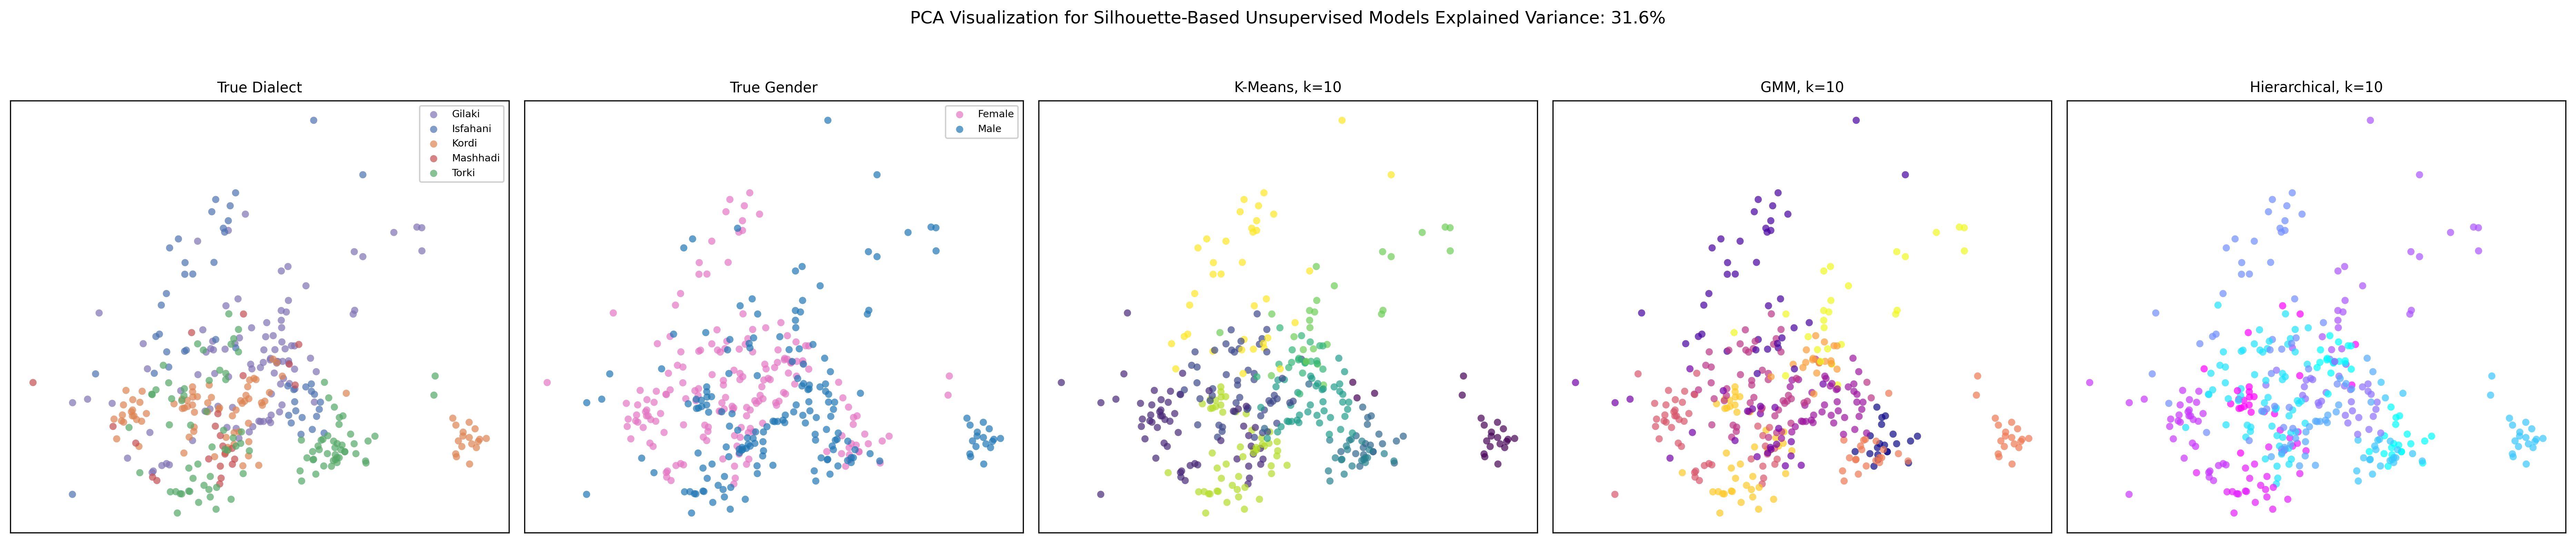 PCA Visualization for Silhouette-Based Unsupervised Models Explained Variance: 31.6%
True Dialect
Gilaki
Isfahani
Kordi
Mashhadi
Torki
True Gender
Female
Male
K-Means, k=10
GMM, k=10
Hierarchical, k=10